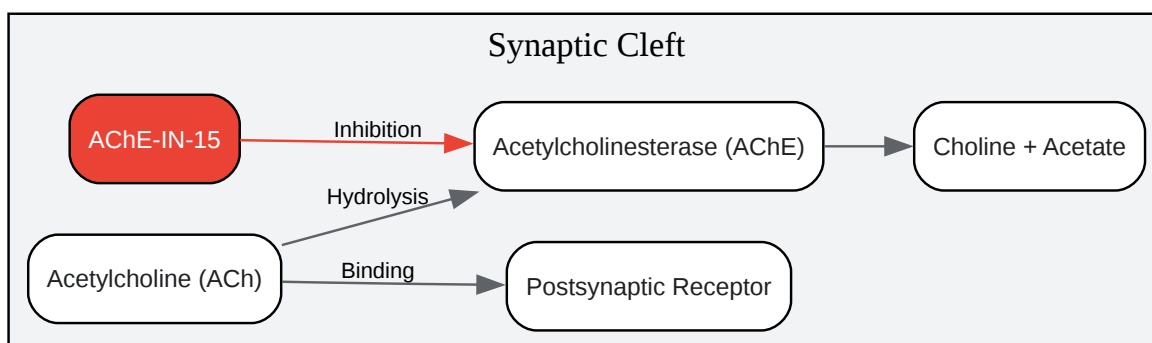 Synaptic Cleft
AChE-IN-15
Inhibition
Acetylcholinesterase (AChE)
Choline + Acetate
Hydrolysis
Acetylcholine (ACh)
Binding
Postsynaptic Receptor